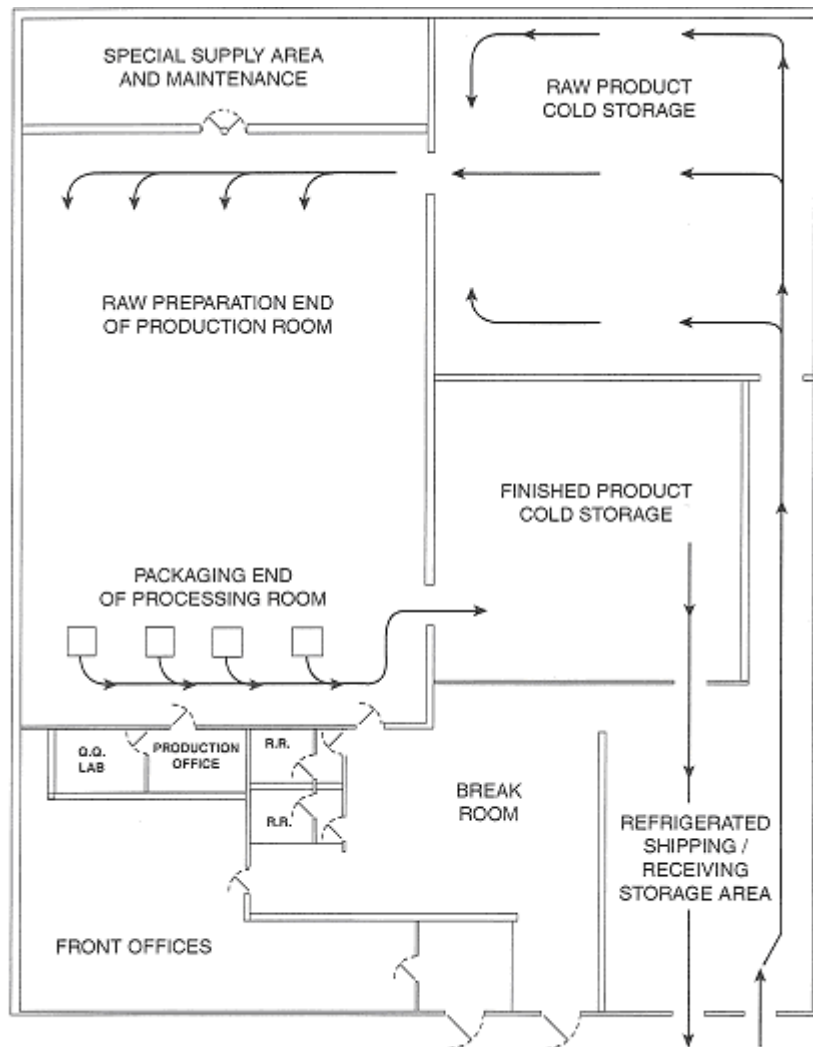 SPECIAL SUPPLY AREA
AND MAINTENANCE
RAW PRODUCT
COLD STORAGE
RAW PREPARATION END
OF PRODUCTION ROOM
FINISHED PRODUCT
COLD STORAGE
PACKAGING END
OF PROCESSING ROOM
Q.Q.
LAB
PRODUCTION
OFFICE
R.R.
R.R.
BREAK
ROOM
REFRIGERATED
SHIPPING /
RECEIVING
STORAGE AREA
FRONT OFFICES